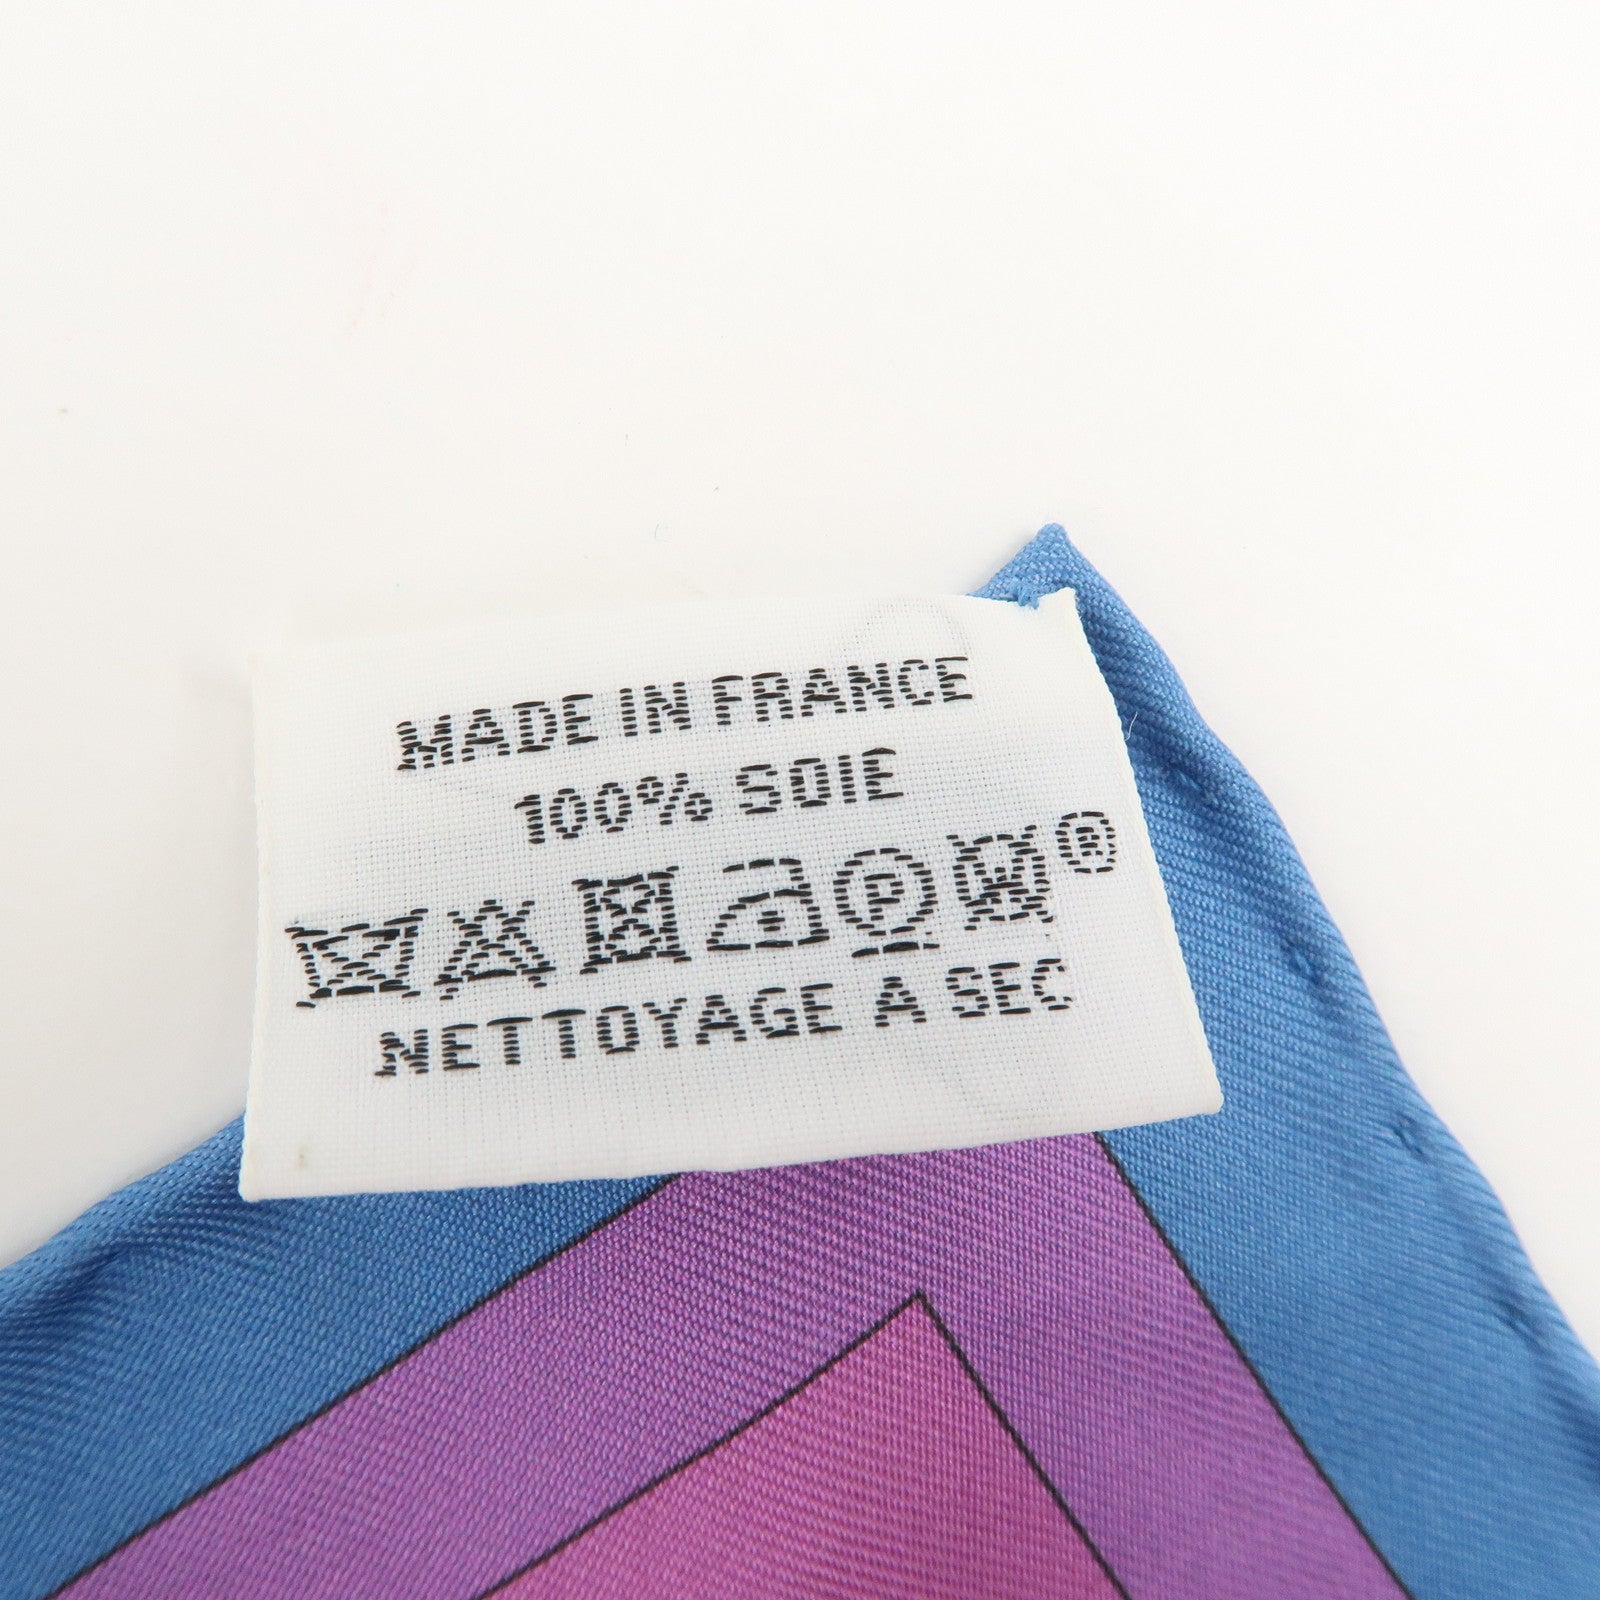 MADE IN FRANCE
100% SOIE
P W ®
NETTOYAGE A SEC